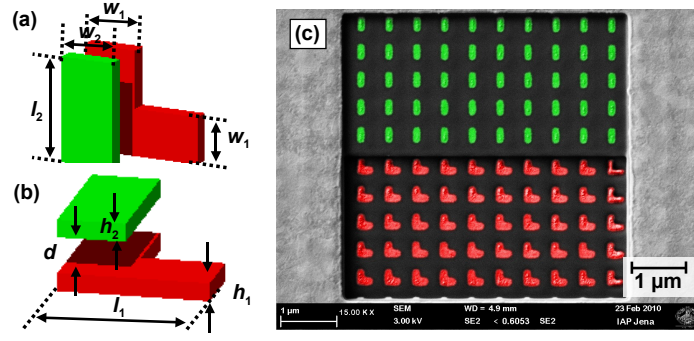 (a)
w₁
w₂
l₂
w₁
(b)
h₂
d
l₁
h₁
(c)
1 µm
1 µm
15.00 K X
SEM
3.00 kV
WD = 4.9 mm
SE2 < 0.6053 SE2
23 Feb 2010
IAP Jena